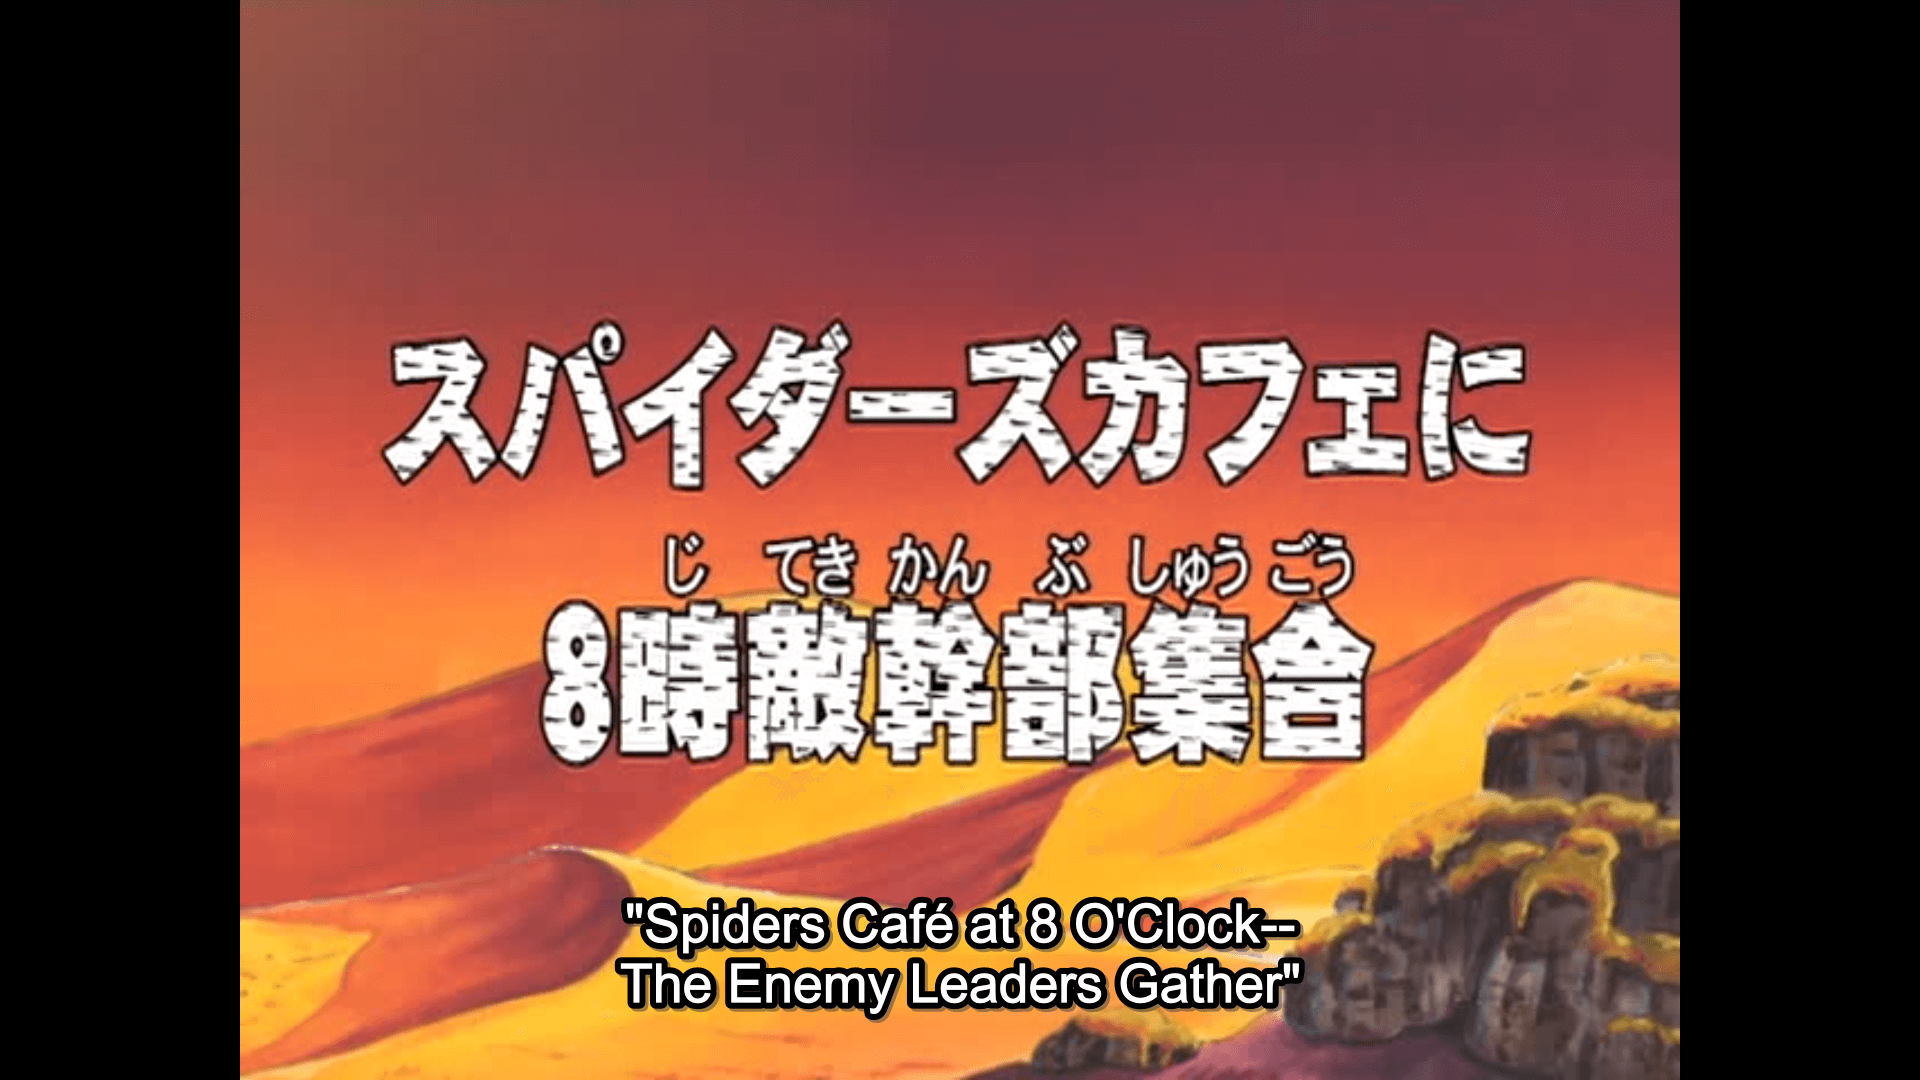 スパイダーズカフェに
じ てき かん ぶ しゅう ごう
8時敵幹部集合
"Spiders Café at 8 O'Clock--
The Enemy Leaders Gather"